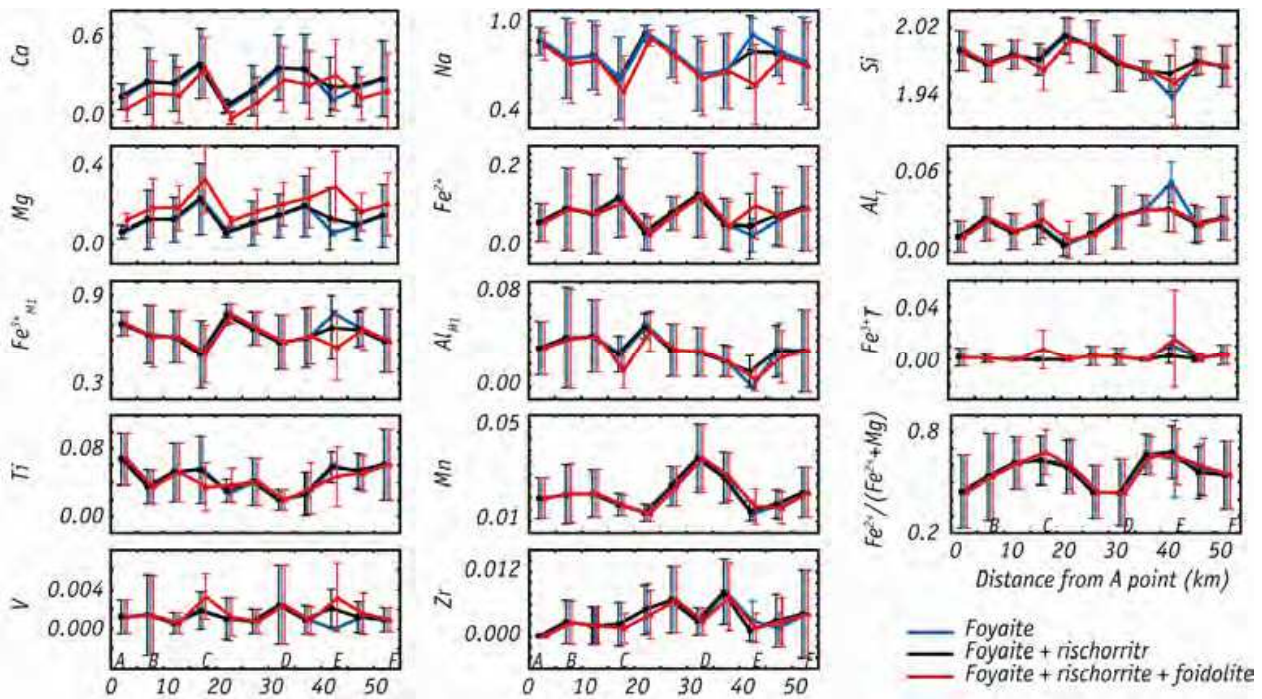 Ca
0.6
0.0
Na
1.0
0.4
Si
2.02
1.94
Mg
0.4
0.0
Fe²⁺
0.2
0.0
Al_T
0.06
0.00
Fe³⁺_M1
0.9
0.3
Al_M1
0.08
0.00
Fe³⁺T
0.04
0.00
Ti
0.08
0.00
Mn
0.05
0.01
Fe²⁺/(Fe²⁺+Mg)
0.8
0.2
B C D E F
0 10 20 30 40 50
Distance from A point (km)
V
0.004
0.000
A B C D E F
0 10 20 30 40 50
Zr
0.012
0.000
A B C D E F
0 10 20 30 40 50
Foyaite
Foyaite + rischorritr
Foyaite + rischorrite + foidolite